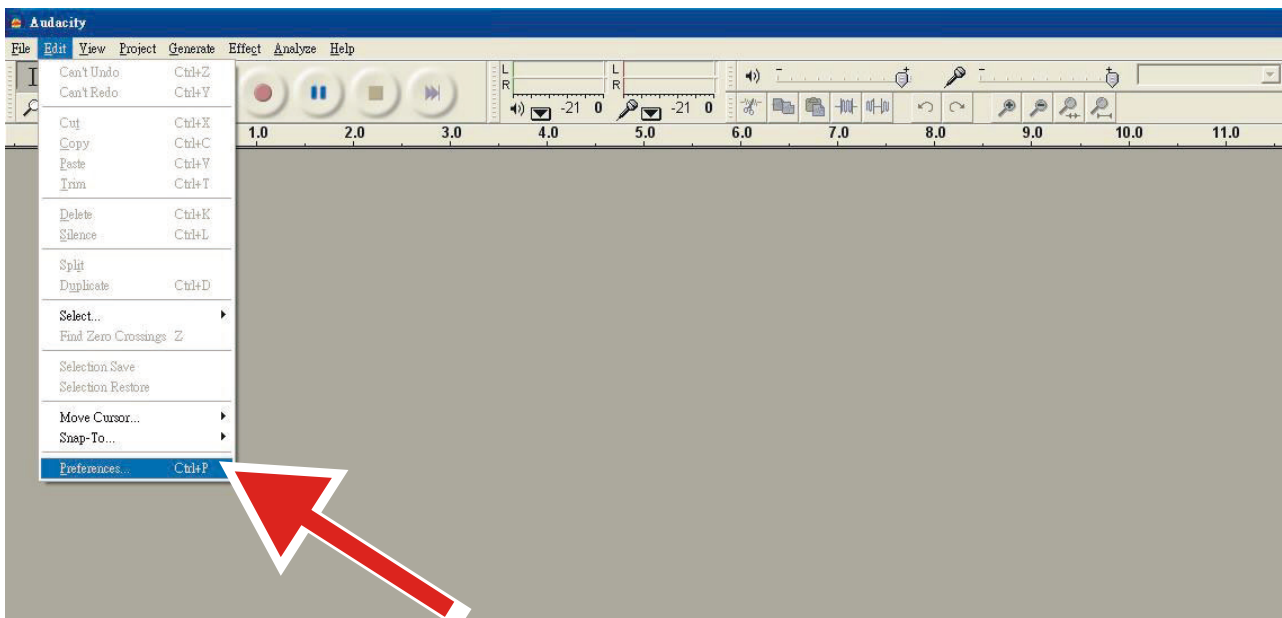 Audacity
File Edit View Project Generate Effect Analyze Help
Can't Undo Ctrl+Z
Can't Redo Ctrl+Y
Cut Ctrl+X
Copy Ctrl+C
Paste Ctrl+V
Trim Ctrl+T
Delete Ctrl+K
Silence Ctrl+L
Split
Duplicate Ctrl+D
Select...
Find Zero Crossings Z
Selection Save
Selection Restore
Move Cursor...
Snap-To...
Preferences... Ctrl+P
L
R
-21 0
L
R
-21 0
1.0 2.0 3.0 4.0 5.0 6.0 7.0 8.0 9.0 10.0 11.0